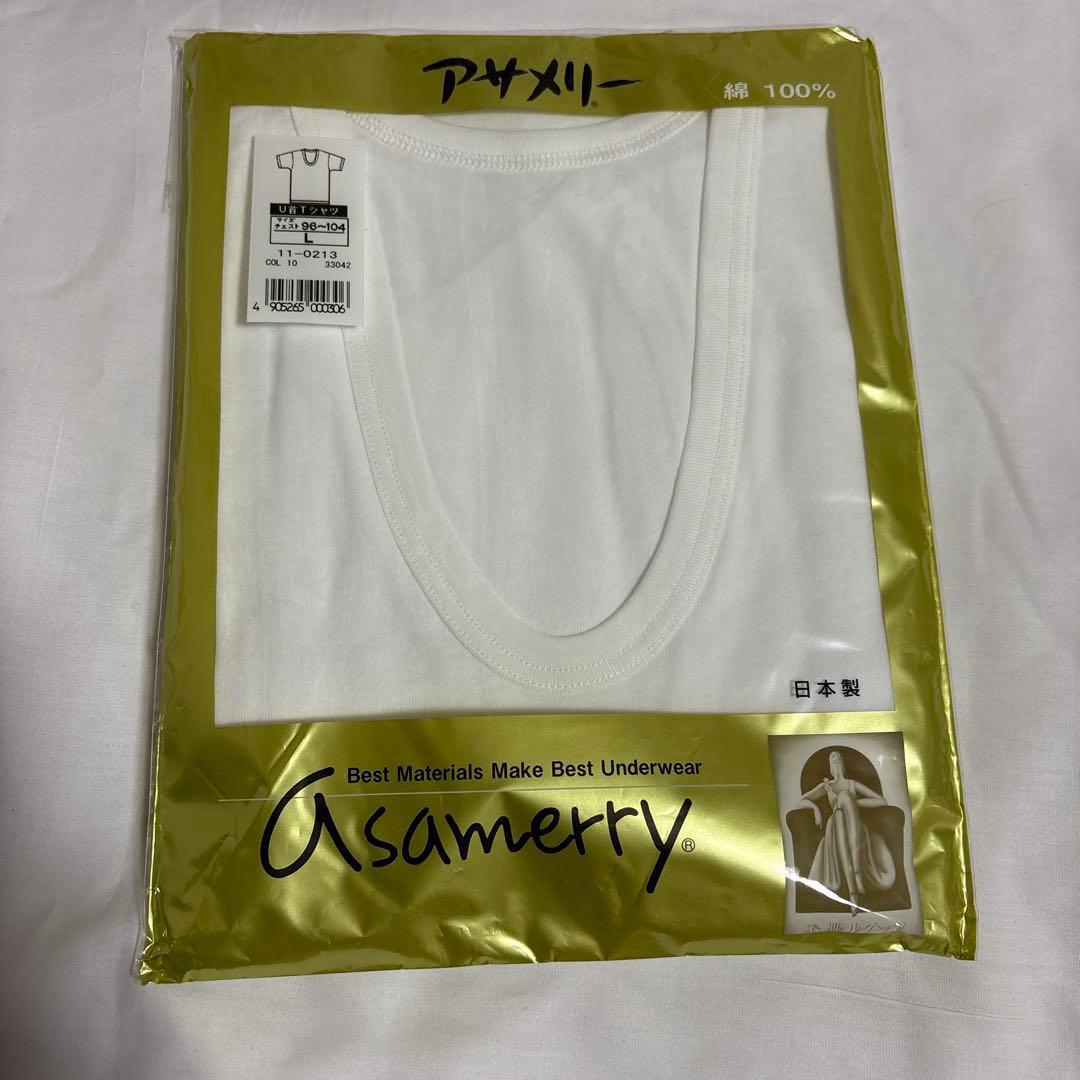 アサメリー®
綿 100%
U首Tシャツ
サイズ
チェスト 96~104
L
11-0213
COL 10 33042
4 905265 000306
日本製
Best Materials Make Best Underwear
asamerry®